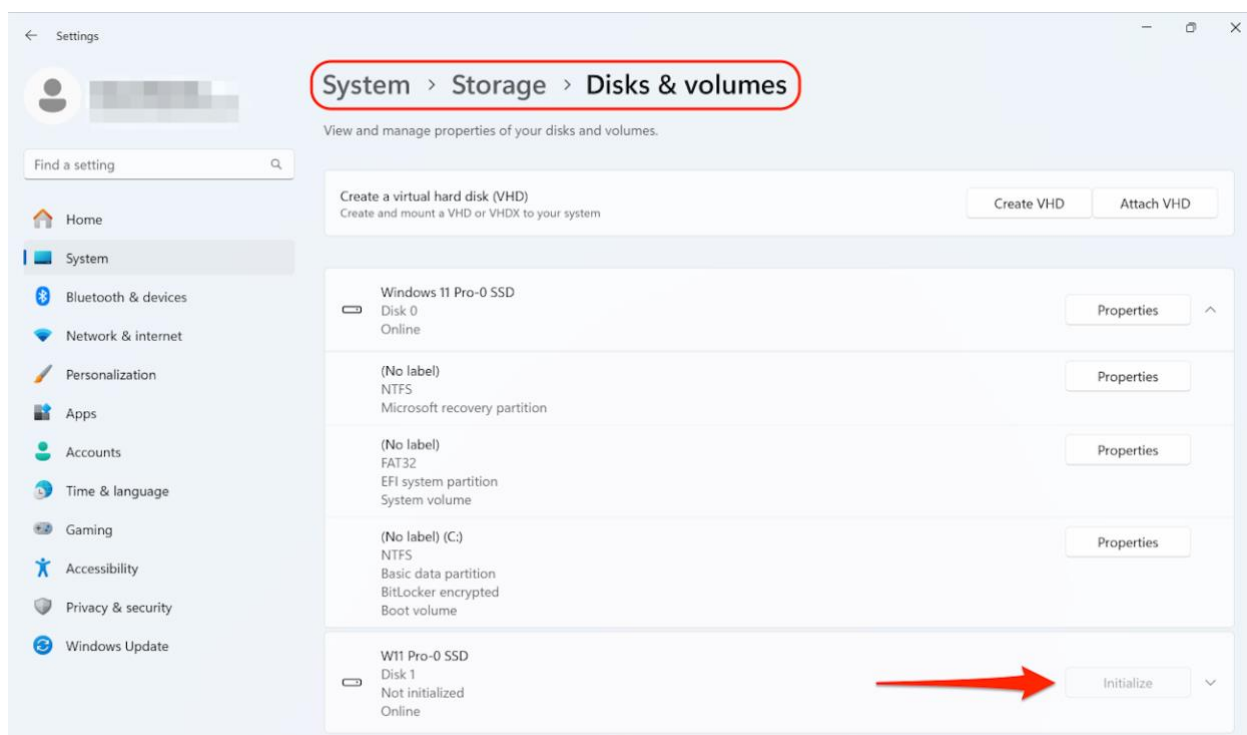 Settings
System > Storage > Disks & volumes
View and manage properties of your disks and volumes.
Find a setting
Home
System
Bluetooth & devices
Network & internet
Personalization
Apps
Accounts
Time & language
Gaming
Accessibility
Privacy & security
Windows Update
Create a virtual hard disk (VHD)
Create and mount a VHD or VHDX to your system
Create VHD
Attach VHD
Windows 11 Pro-0 SSD
Disk 0
Online
Properties
(No label)
NTFS
Microsoft recovery partition
Properties
(No label)
FAT32
EFI system partition
System volume
Properties
(No label) (C:)
NTFS
Basic data partition
BitLocker encrypted
Boot volume
Properties
W11 Pro-0 SSD
Disk 1
Not initialized
Online
Initialize